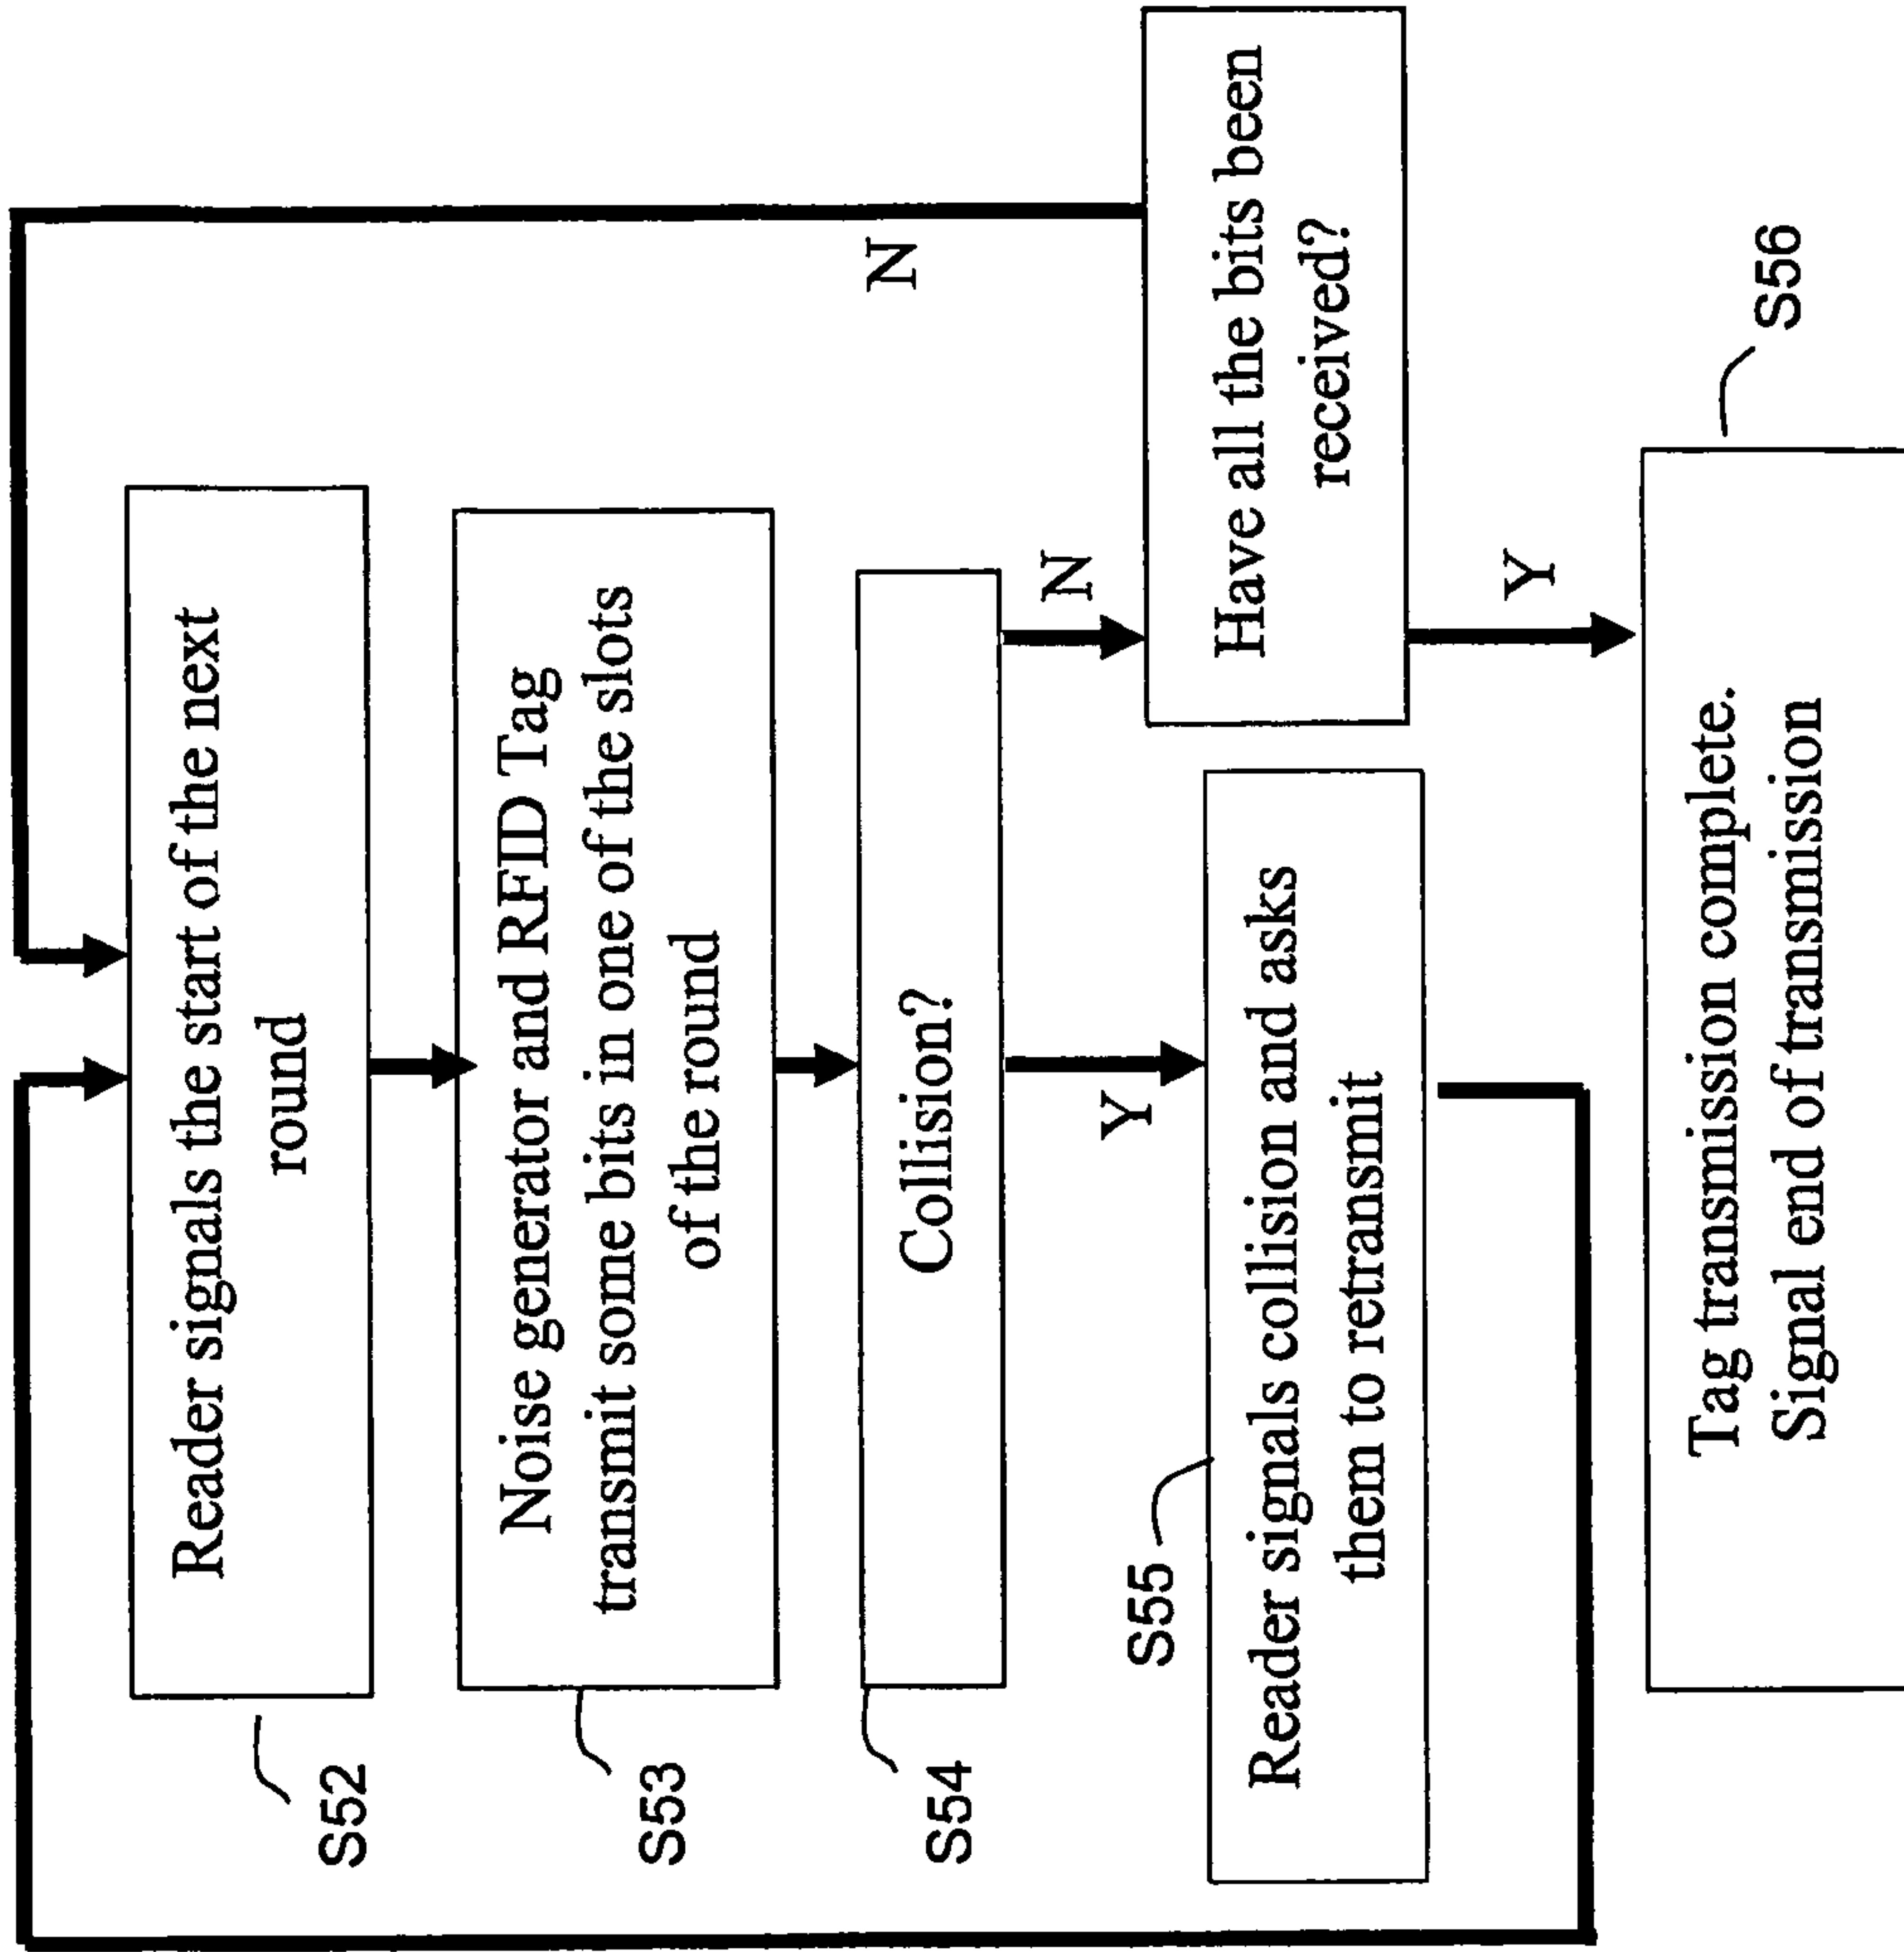 Reader signals the start of the next
round
S52
Noise generator and RFID Tag
transmit some bits in one of the slots
of the round
S53
Collision?
S54
N
Y
S55
Reader signals collision and asks
them to retransmit
Have all the bits been
received?
N
Y
Tag transmission complete.
Signal end of transmission
S56